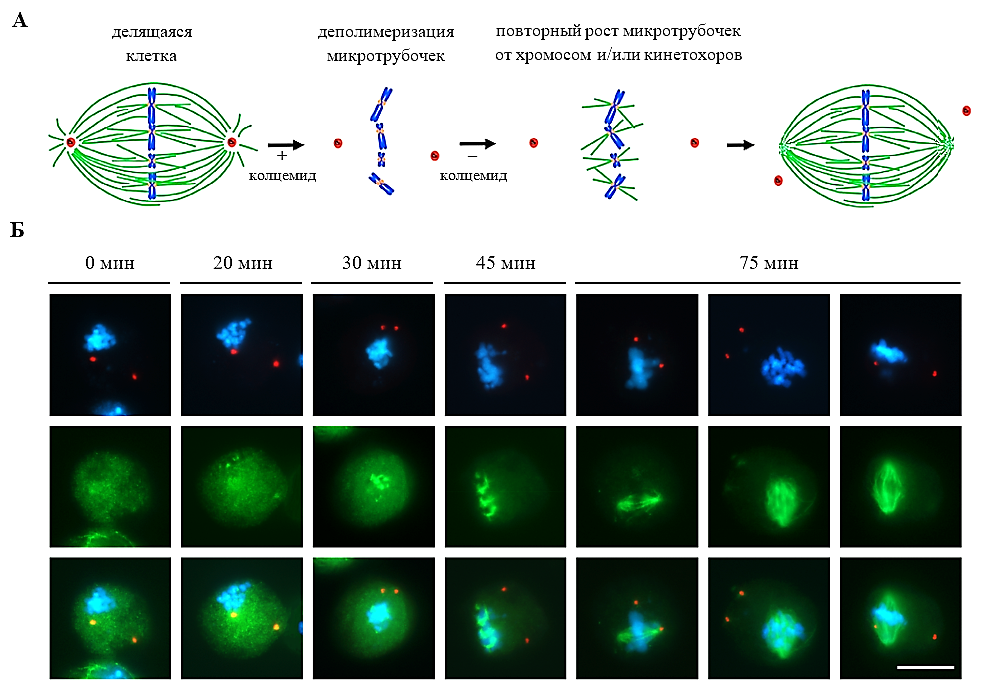 А
делящаяся
клетка
деполимеризация
микротрубочек
повторный рост микротрубочек
от хромосом и/или кинетохоров
+
колцемид
–
колцемид
Б
0 мин
20 мин
30 мин
45 мин
75 мин